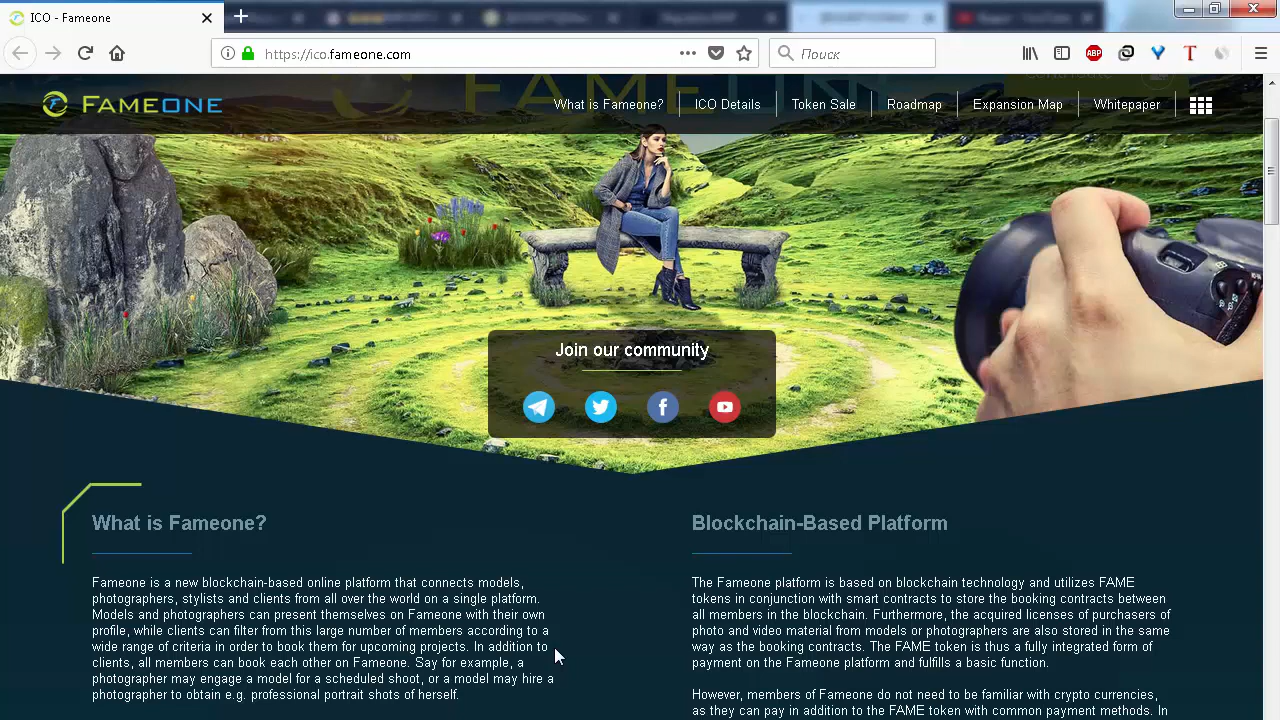 ICO - Fameone
https://ico.fameone.com
Поиск
ABP
T
FAMEONE
What is Fameone?
ICO Details
Token Sale
Roadmap
Expansion Map
Whitepaper
Join our community
What is Fameone?
Fameone is a new blockchain-based online platform that connects models,
photographers, stylists and clients from all over the world on a single platform.
Models and photographers can present themselves on Fameone with their own
profile, while clients can filter from this large number of members according to a
wide range of criteria in order to book them for upcoming projects. In addition to
clients, all members can book each other on Fameone. Say for example, a
photographer may engage a model for a scheduled shoot, or a model may hire a
photographer to obtain e.g. professional portrait shots of herself.
Blockchain-Based Platform
The Fameone platform is based on blockchain technology and utilizes FAME
tokens in conjunction with smart contracts to store the booking contracts between
all members in the blockchain. Furthermore, the acquired licenses of purchasers of
photo and video material from models or photographers are also stored in the same
way as the booking contracts. The FAME token is thus a fully integrated form of
payment on the Fameone platform and fulfills a basic function.
However, members of Fameone do not need to be familiar with crypto currencies,
as they can pay in addition to the FAME token with common payment methods. In